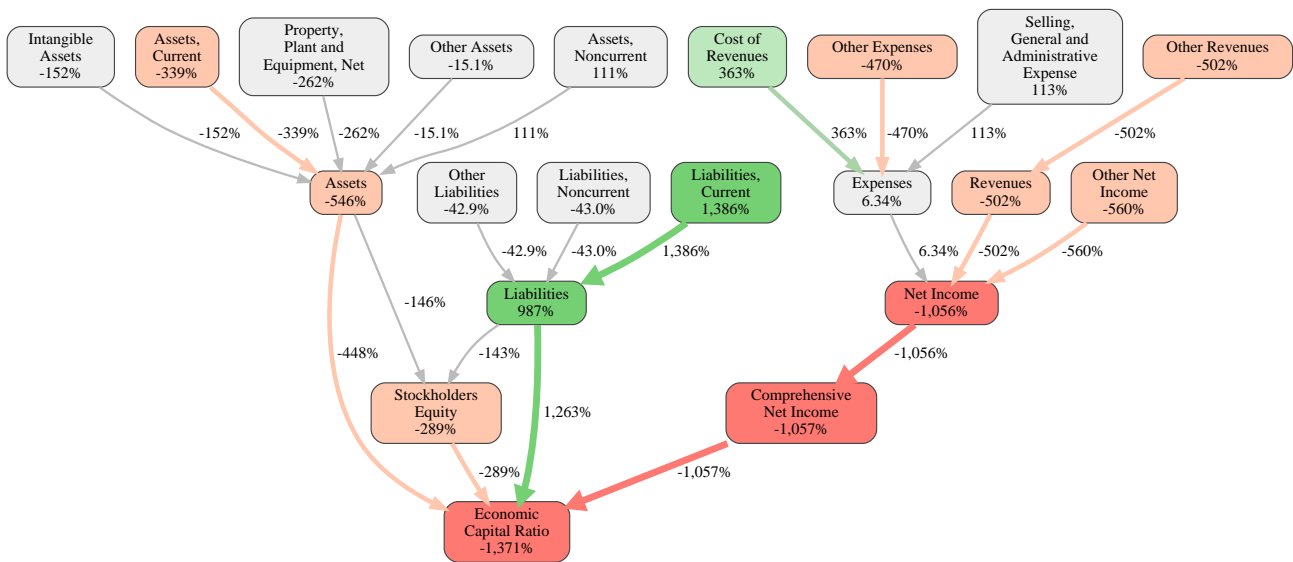 Intangible
Assets
-152%
Assets,
Current
-339%
Property,
Plant and
Equipment, Net
-262%
Other Assets
-15.1%
Assets,
Noncurrent
111%
Cost of
Revenues
363%
Other Expenses
-470%
Selling,
General and
Administrative
Expense
113%
Other Revenues
-502%
-152%
-339%
-262%
-15.1%
111%
363%
-470%
113%
-502%
Assets
-546%
Other
Liabilities
-42.9%
Liabilities,
Noncurrent
-43.0%
Liabilities,
Current
1,386%
Expenses
6.34%
Revenues
-502%
Other Net
Income
-560%
-42.9%
-43.0%
1,386%
6.34%
-502%
-560%
-146%
Liabilities
987%
Net Income
-1,056%
-448%
-143%
-1,056%
Stockholders
Equity
-289%
1,263%
Comprehensive
Net Income
-1,057%
-289%
-1,057%
Economic
Capital Ratio
-1,371%